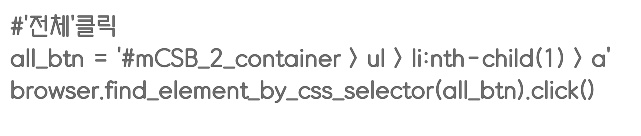 #'전체'클릭
all_btn = '#mCSB_2_container > ul > li:nth-child(1) > a'
browser.find_element_by_css_selector(all_btn).click()